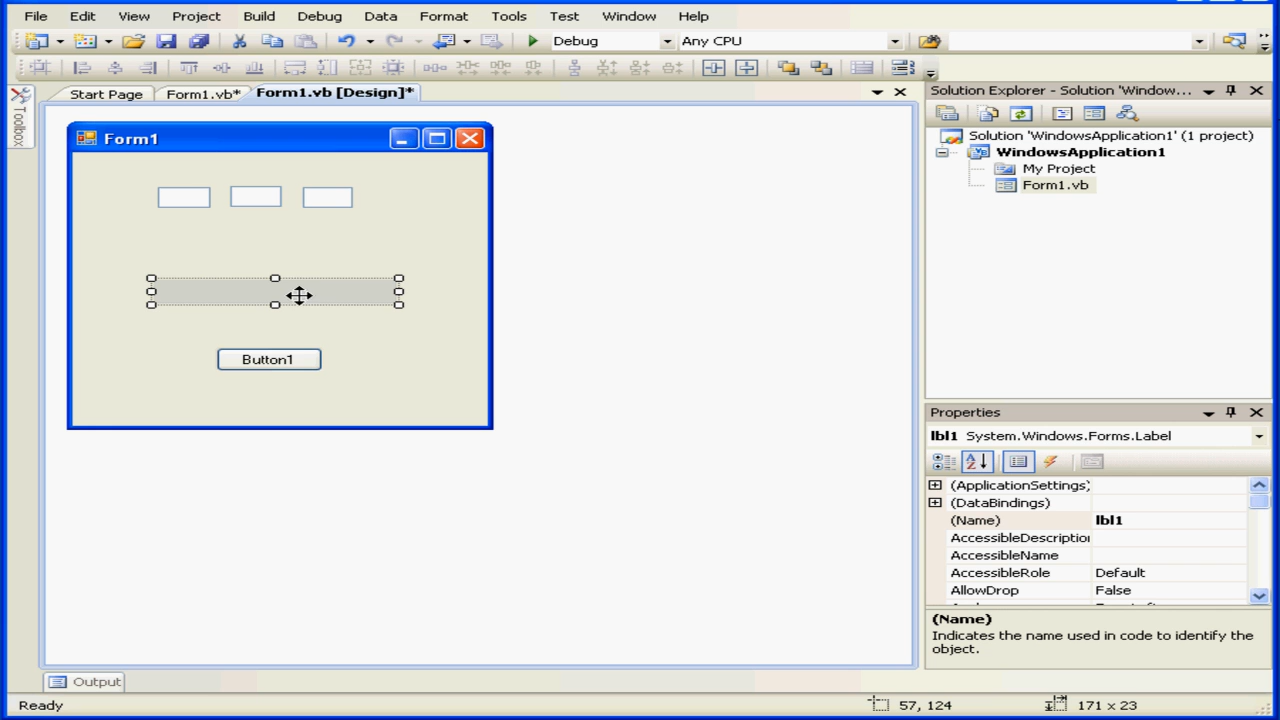 File Edit View Project Build Debug Data Format Tools Test Window Help
Debug Any CPU
Toolbox
Start Page Form1.vb* Form1.vb [Design]*
Form1
Button1
Solution Explorer - Solution 'Window...
Solution 'WindowsApplication1' (1 project)
WindowsApplication1
My Project
Form1.vb
Properties
lbl1 System.Windows.Forms.Label
(ApplicationSettings)
(DataBindings)
(Name) lbl1
AccessibleDescription
AccessibleName
AccessibleRole Default
AllowDrop False
(Name)
Indicates the name used in code to identify the
object.
Output
Ready 57, 124 171 x 23